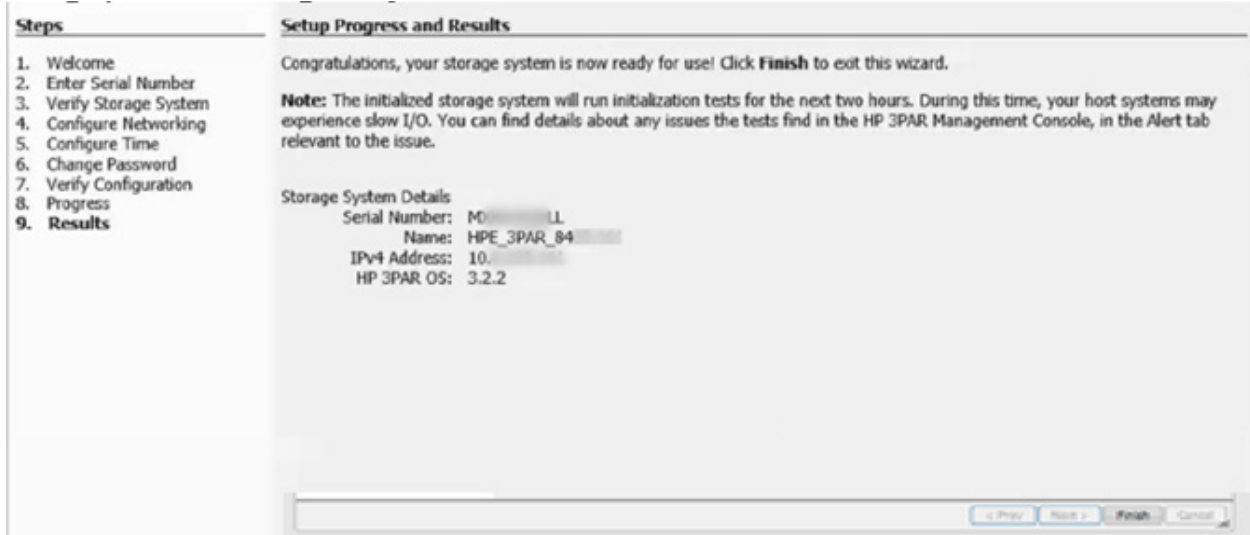 Steps
1. Welcome
2. Enter Serial Number
3. Verify Storage System
4. Configure Networking
5. Configure Time
6. Change Password
7. Verify Configuration
8. Progress
9. Results
Setup Progress and Results
Congratulations, your storage system is now ready for use! Click Finish to exit this wizard.
Note: The initialized storage system will run initialization tests for the next two hours. During this time, your host systems may
experience slow I/O. You can find details about any issues the tests find in the HP 3PAR Management Console, in the Alert tab
relevant to the issue.
Storage System Details
Serial Number:
Name: HPE_3PAR_84
IPv4 Address: 10.
HP 3PAR OS: 3.2.2
< Prev Next > Finish Cancel